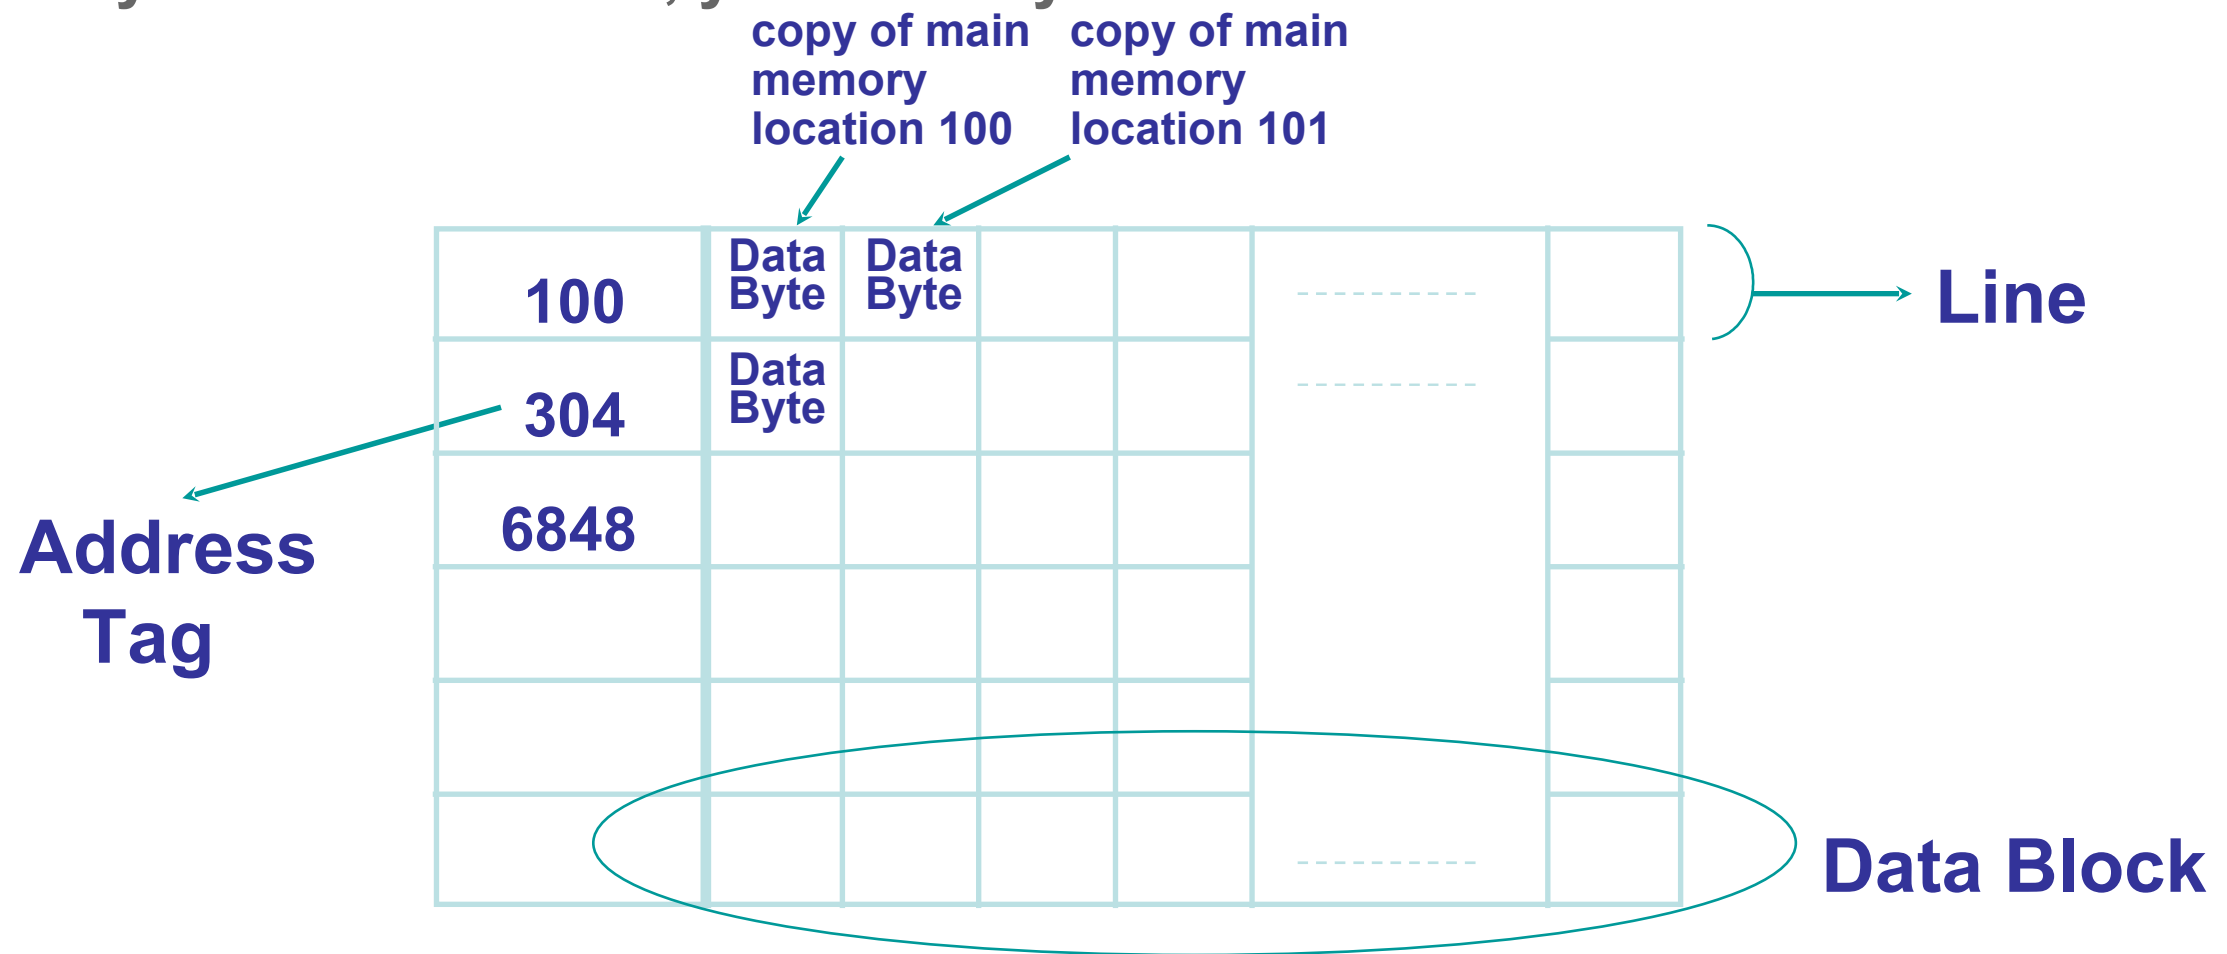 copy of main
memory
location 100
copy of main
memory
location 101
Data
Byte
Data
Byte
100
Line
Data
Byte
304
6848
Address
Tag
Data Block